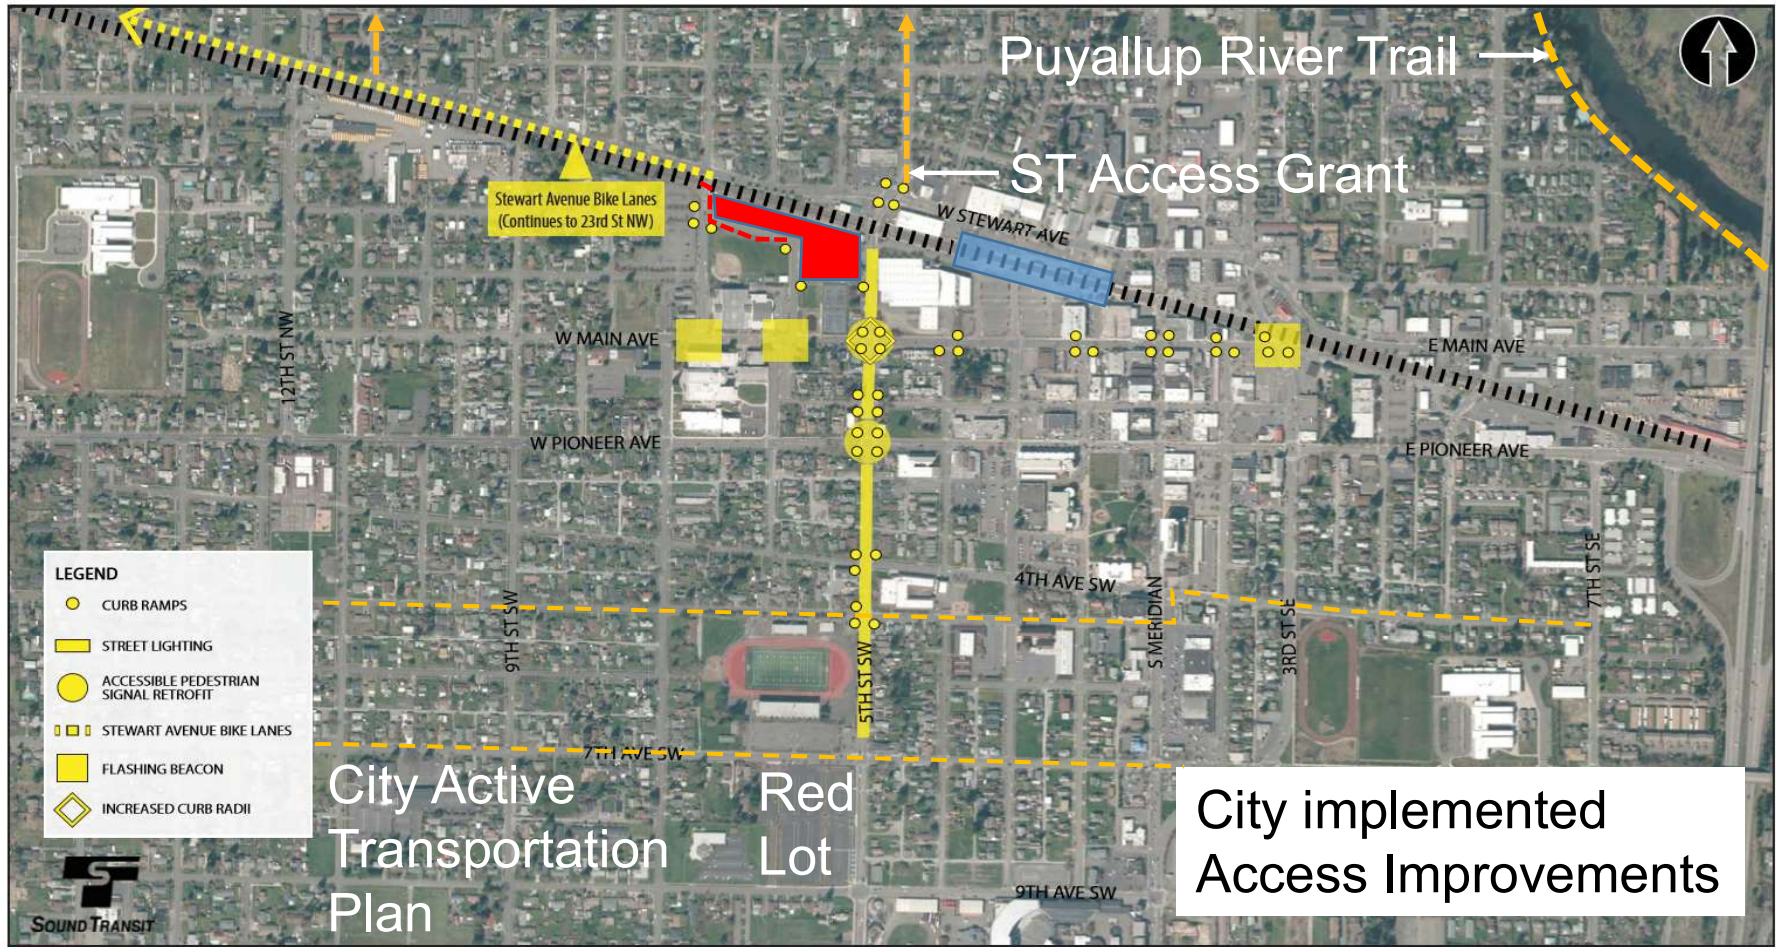 Puyallup River Trail
ST Access Grant
Stewart Avenue Bike Lanes
(Continues to 23rd St NW)
W STEWART AVE
12TH ST NW
W MAIN AVE
E MAIN AVE
W PIONEER AVE
E PIONEER AVE
LEGEND
CURB RAMPS
STREET LIGHTING
ACCESSIBLE PEDESTRIAN
SIGNAL RETROFIT
STEWART AVENUE BIKE LANES
FLASHING BEACON
INCREASED CURB RADII
9TH ST SW
5TH ST SW
4TH AVE SW
S MERIDIAN
3RD ST SE
7TH ST SE
7TH AVE SW
City Active
Transportation
Plan
Red
Lot
City implemented
Access Improvements
9TH AVE SW
SOUND TRANSIT